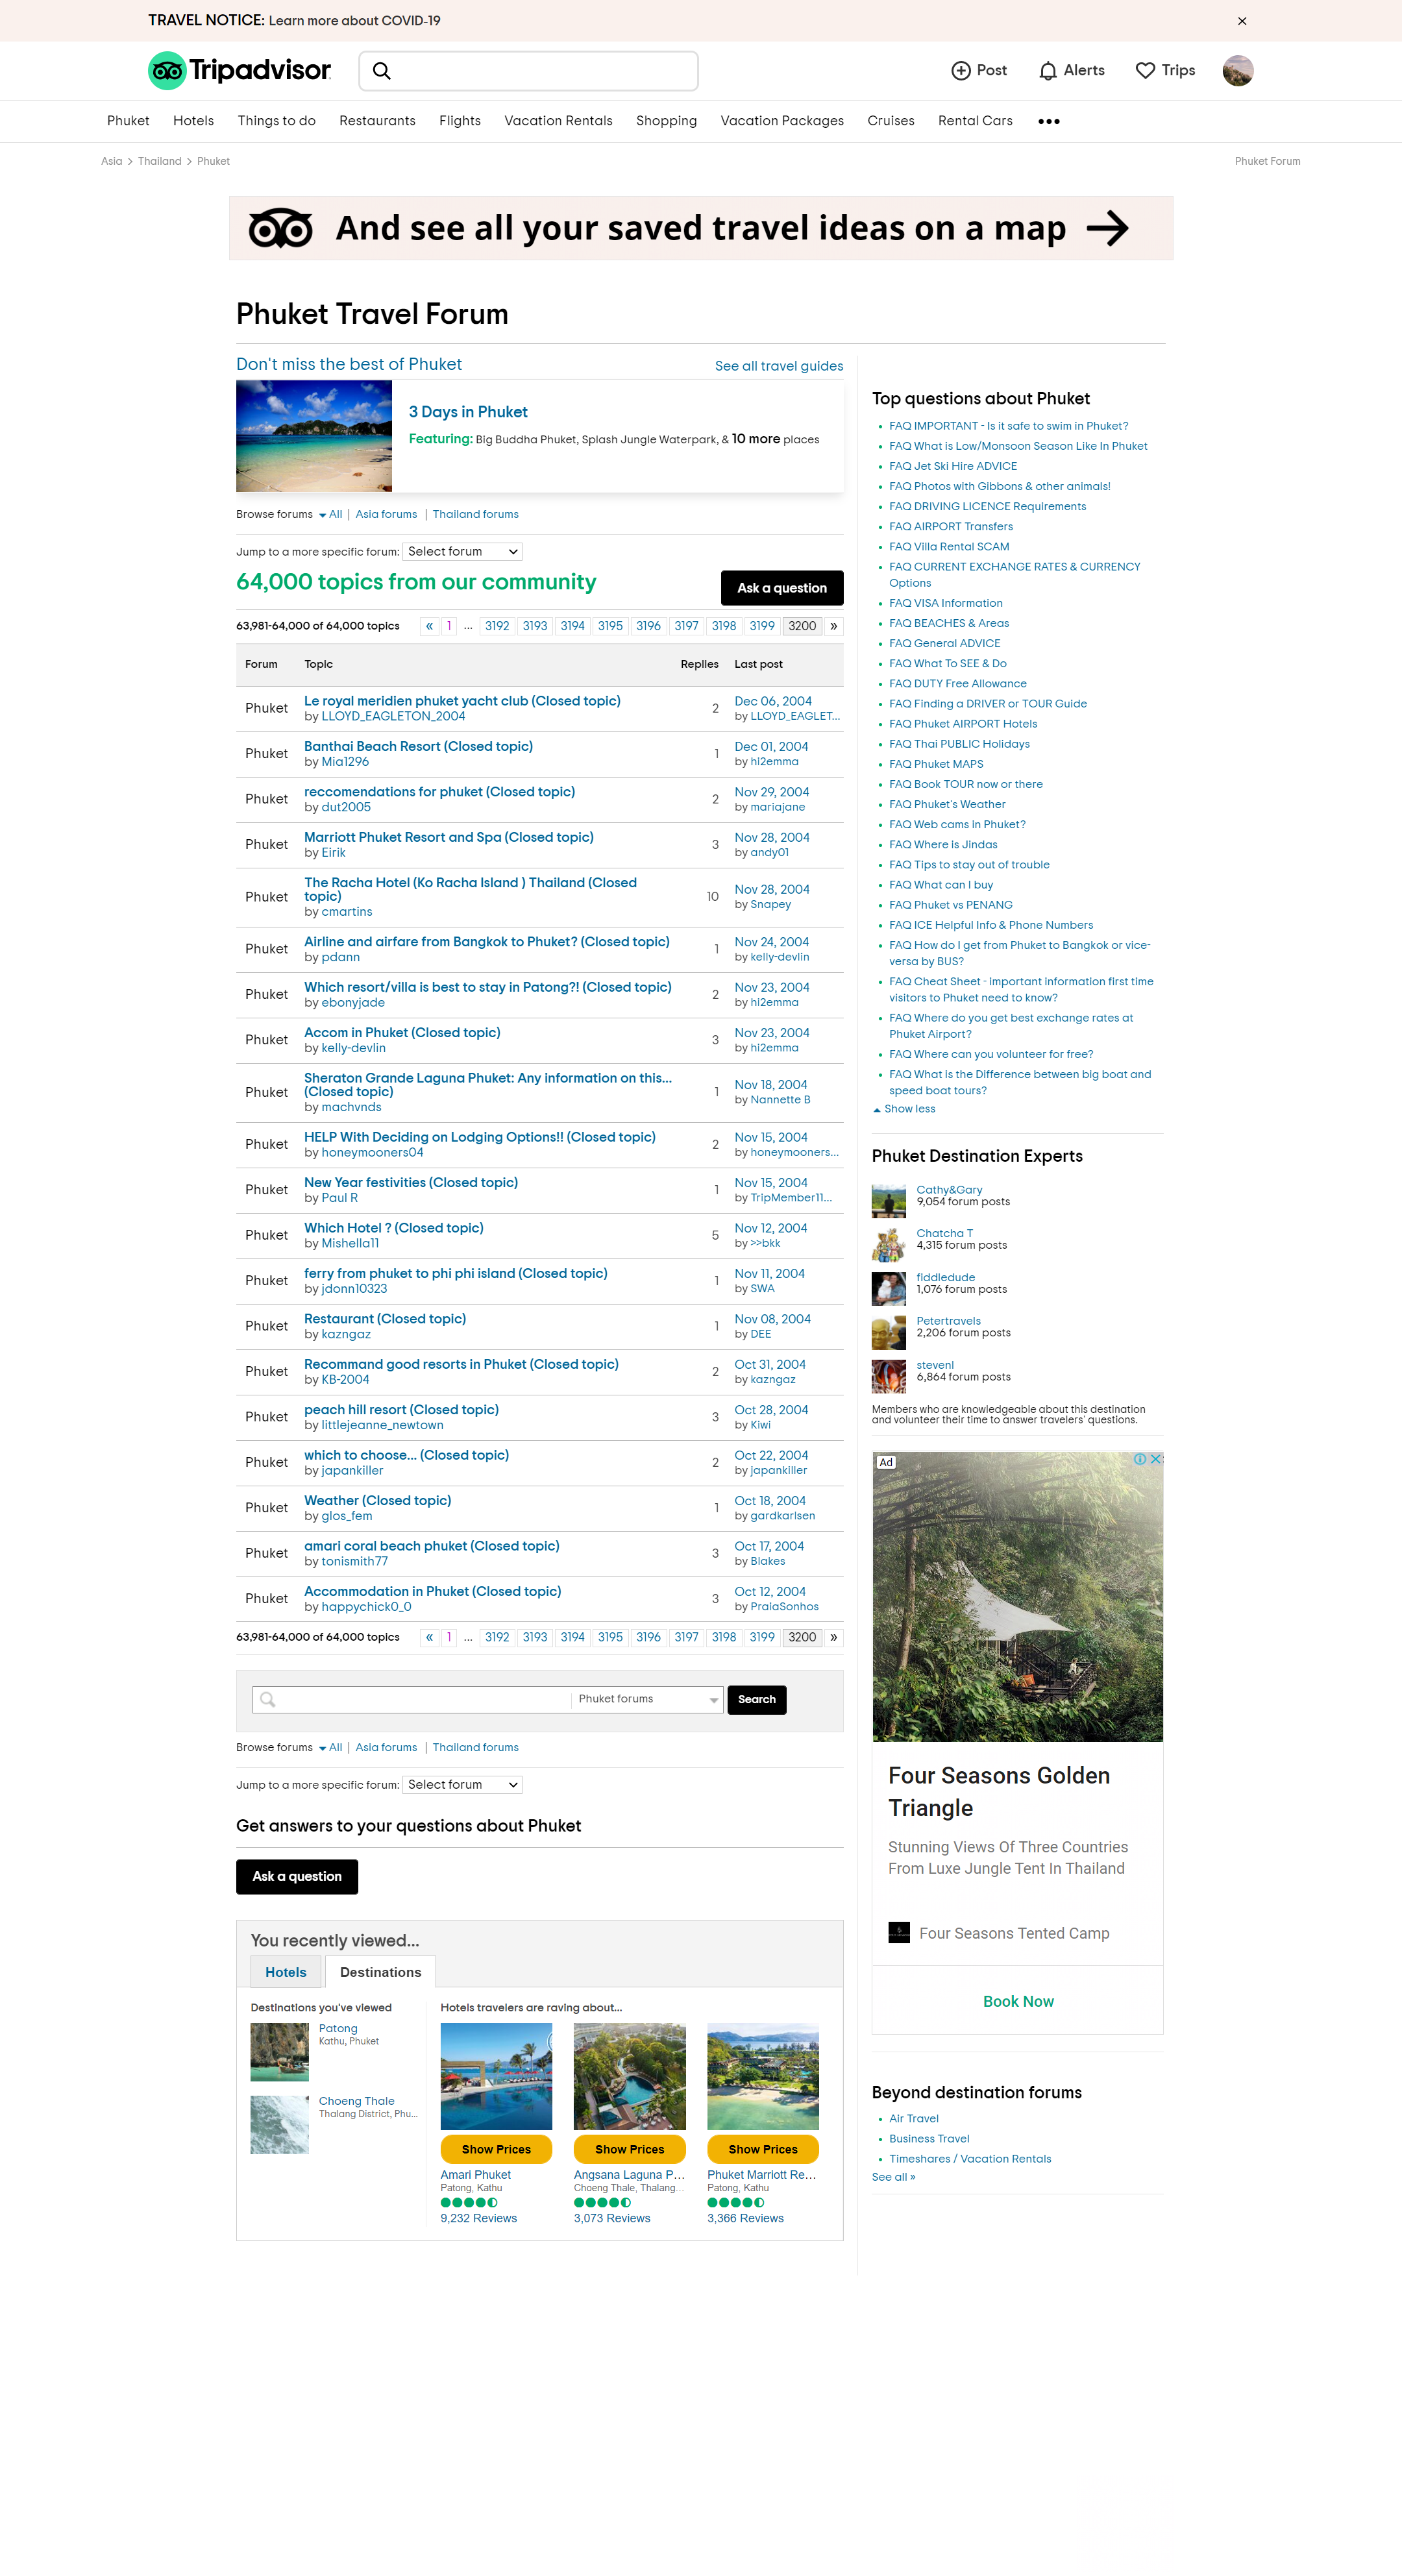 TRAVEL NOTICE: Learn more about COVID-19
Tripadvisor
Post
Alerts
Trips
Phuket
Hotels
Things to do
Restaurants
Flights
Vacation Rentals
Shopping
Vacation Packages
Cruises
Rental Cars
Asia > Thailand > Phuket
Phuket Forum
And see all your saved travel ideas on a map
Phuket Travel Forum
Don't miss the best of Phuket
See all travel guides
3 Days in Phuket
Featuring: Big Buddha Phuket, Splash Jungle Waterpark, & 10 more places
Browse forums All | Asia forums | Thailand forums
Jump to a more specific forum: Select forum
64,000 topics from our community
Ask a question
63,981-64,000 of 64,000 topics
« 1 ... 3192 3193 3194 3195 3196 3197 3198 3199 3200 »
Forum Topic Replies Last post
Phuket
Le royal meridien phuket yacht club (Closed topic)
by LLOYD_EAGLETON_2004
2
Dec 06, 2004
by LLOYD_EAGLET...
Phuket
Banthai Beach Resort (Closed topic)
by Mia1296
1
Dec 01, 2004
by hi2emma
Phuket
reccomendations for phuket (Closed topic)
by dut2005
2
Nov 29, 2004
by mariajane
Phuket
Marriott Phuket Resort and Spa (Closed topic)
by Eirik
3
Nov 28, 2004
by andy01
Phuket
The Racha Hotel (Ko Racha Island ) Thailand (Closed
topic)
by cmartins
10
Nov 28, 2004
by Snapey
Phuket
Airline and airfare from Bangkok to Phuket? (Closed topic)
by pdann
1
Nov 24, 2004
by kelly-devlin
Phuket
Which resort/villa is best to stay in Patong?! (Closed topic)
by ebonyjade
2
Nov 23, 2004
by hi2emma
Phuket
Accom in Phuket (Closed topic)
by kelly-devlin
3
Nov 23, 2004
by hi2emma
Phuket
Sheraton Grande Laguna Phuket: Any information on this...
(Closed topic)
by machvnds
1
Nov 18, 2004
by Nannette B
Phuket
HELP With Deciding on Lodging Options!! (Closed topic)
by honeymooners04
2
Nov 15, 2004
by honeymooners...
Phuket
New Year festivities (Closed topic)
by Paul R
1
Nov 15, 2004
by TripMember11...
Phuket
Which Hotel ? (Closed topic)
by Mishella11
5
Nov 12, 2004
by >>bkk
Phuket
ferry from phuket to phi phi island (Closed topic)
by jdonn10323
1
Nov 11, 2004
by SWA
Phuket
Restaurant (Closed topic)
by kazngaz
1
Nov 08, 2004
by DEE
Phuket
Recommand good resorts in Phuket (Closed topic)
by KB-2004
2
Oct 31, 2004
by kazngaz
Phuket
peach hill resort (Closed topic)
by littlejeanne_newtown
3
Oct 28, 2004
by Kiwi
Phuket
which to choose... (Closed topic)
by japankiller
2
Oct 22, 2004
by japankiller
Phuket
Weather (Closed topic)
by glos_fem
1
Oct 18, 2004
by gardkarlsen
Phuket
amari coral beach phuket (Closed topic)
by tonismith77
3
Oct 17, 2004
by Blakes
Phuket
Accommodation in Phuket (Closed topic)
by happychick0_0
3
Oct 12, 2004
by PraiaSonhos
63,981-64,000 of 64,000 topics
« 1 ... 3192 3193 3194 3195 3196 3197 3198 3199 3200 »
Phuket forums
Search
Browse forums All | Asia forums | Thailand forums
Jump to a more specific forum: Select forum
Get answers to your questions about Phuket
Ask a question
You recently viewed...
Hotels
Destinations
Destinations you've viewed
Patong
Kathu, Phuket
Choeng Thale
Thalang District, Phu...
Hotels travelers are raving about...
Show Prices
Amari Phuket
Patong, Kathu
9,232 Reviews
Show Prices
Angsana Laguna P...
Choeng Thale, Thalang...
3,073 Reviews
Show Prices
Phuket Marriott Re...
Patong, Kathu
3,366 Reviews
Top questions about Phuket
FAQ IMPORTANT - Is it safe to swim in Phuket?
FAQ What is Low/Monsoon Season Like In Phuket
FAQ Jet Ski Hire ADVICE
FAQ Photos with Gibbons & other animals!
FAQ DRIVING LICENCE Requirements
FAQ AIRPORT Transfers
FAQ Villa Rental SCAM
FAQ CURRENT EXCHANGE RATES & CURRENCY
Options
FAQ VISA Information
FAQ BEACHES & Areas
FAQ General ADVICE
FAQ What To SEE & Do
FAQ DUTY Free Allowance
FAQ Finding a DRIVER or TOUR Guide
FAQ Phuket AIRPORT Hotels
FAQ Thai PUBLIC Holidays
FAQ Phuket MAPS
FAQ Book TOUR now or there
FAQ Phuket's Weather
FAQ Web cams in Phuket?
FAQ Where is Jindas
FAQ Tips to stay out of trouble
FAQ What can I buy
FAQ Phuket vs PENANG
FAQ ICE Helpful Info & Phone Numbers
FAQ How do I get from Phuket to Bangkok or vice-
versa by BUS?
FAQ Cheat Sheet - important information first time
visitors to Phuket need to know?
FAQ Where do you get best exchange rates at
Phuket Airport?
FAQ Where can you volunteer for free?
FAQ What is the Difference between big boat and
speed boat tours?
Show less
Phuket Destination Experts
Cathy&Gary
9,054 forum posts
Chatcha T
4,315 forum posts
fiddledude
1,076 forum posts
Petertravels
2,206 forum posts
stevenl
6,864 forum posts
Members who are knowledgeable about this destination
and volunteer their time to answer travelers' questions.
Ad
Four Seasons Golden
Triangle
Stunning Views Of Three Countries
From Luxe Jungle Tent In Thailand
Four Seasons Tented Camp
Book Now
Beyond destination forums
Air Travel
Business Travel
Timeshares / Vacation Rentals
See all »